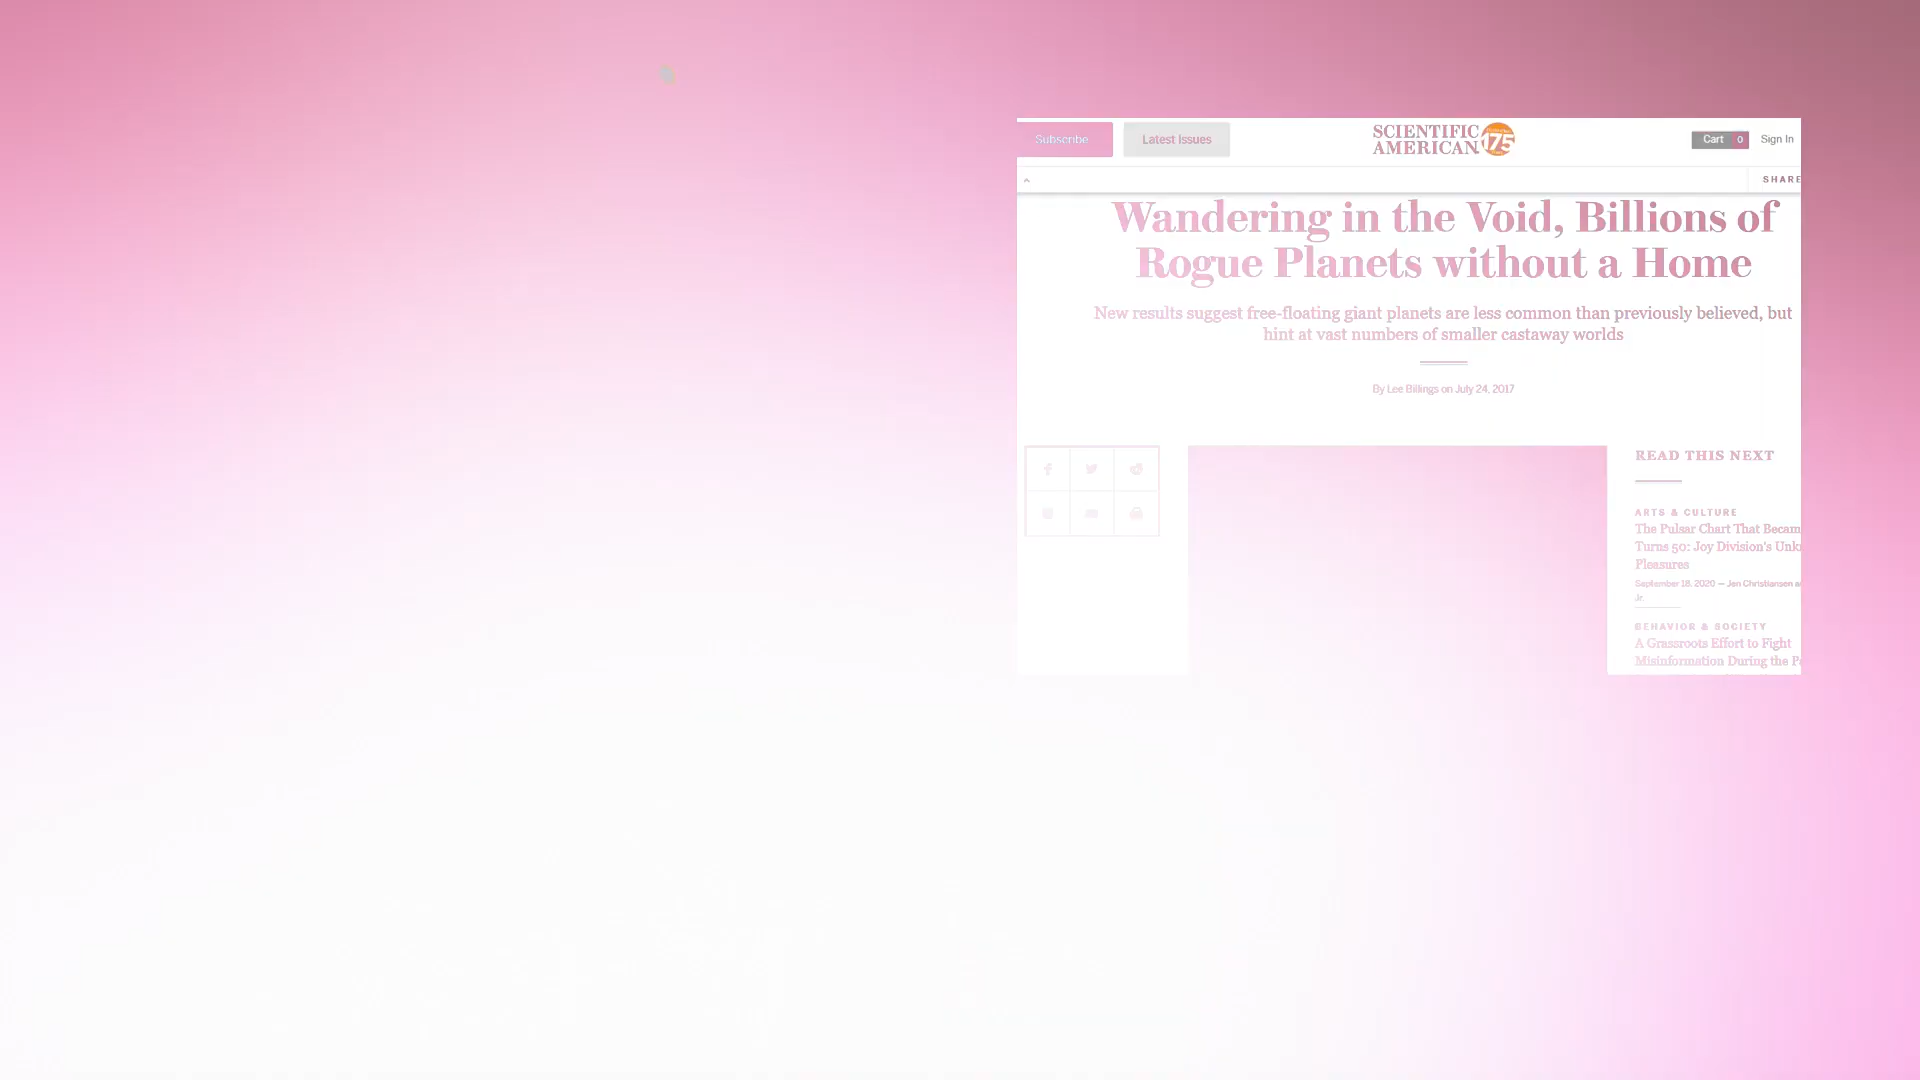 Subscribe
Latest Issues
SCIENTIFIC
AMERICAN
175
Cart 0
Sign In
SHARE
Wandering in the Void, Billions of
Rogue Planets without a Home
New results suggest free-floating giant planets are less common than previously believed, but
hint at vast numbers of smaller castaway worlds
By Lee Billings on July 24, 2017
READ THIS NEXT
ARTS & CULTURE
The Pulsar Chart That Becam
Turns 50: Joy Division's Unk
Pleasures
September 18, 2020 — Jen Christiansen a
Jr.
BEHAVIOR & SOCIETY
A Grassroots Effort to Fight
Misinformation During the P